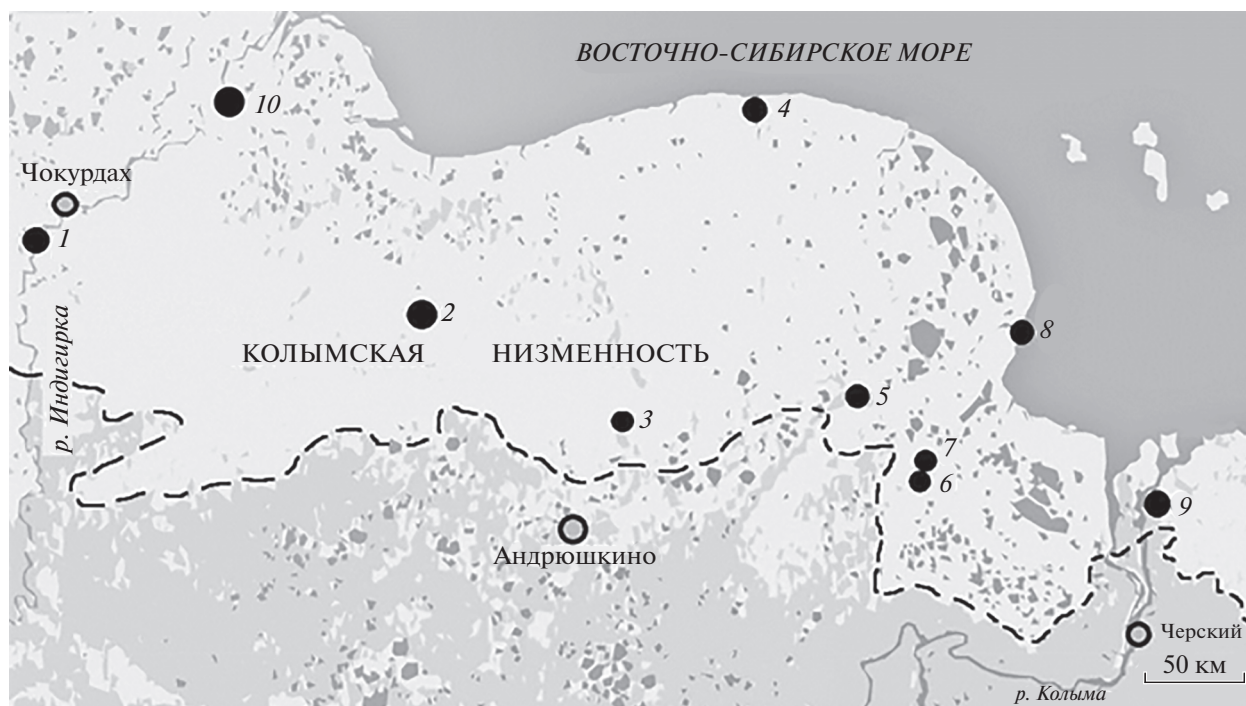 ВОСТОЧНО-СИБИРСКОЕ МОРЕ
10
4
Чокурдах
1
2
8
КОЛЫМСКАЯ НИЗМЕННОСТЬ
р. Индигирка
5
3
7
6
9
Андрюшкино
Черский
50 км
р. Колыма